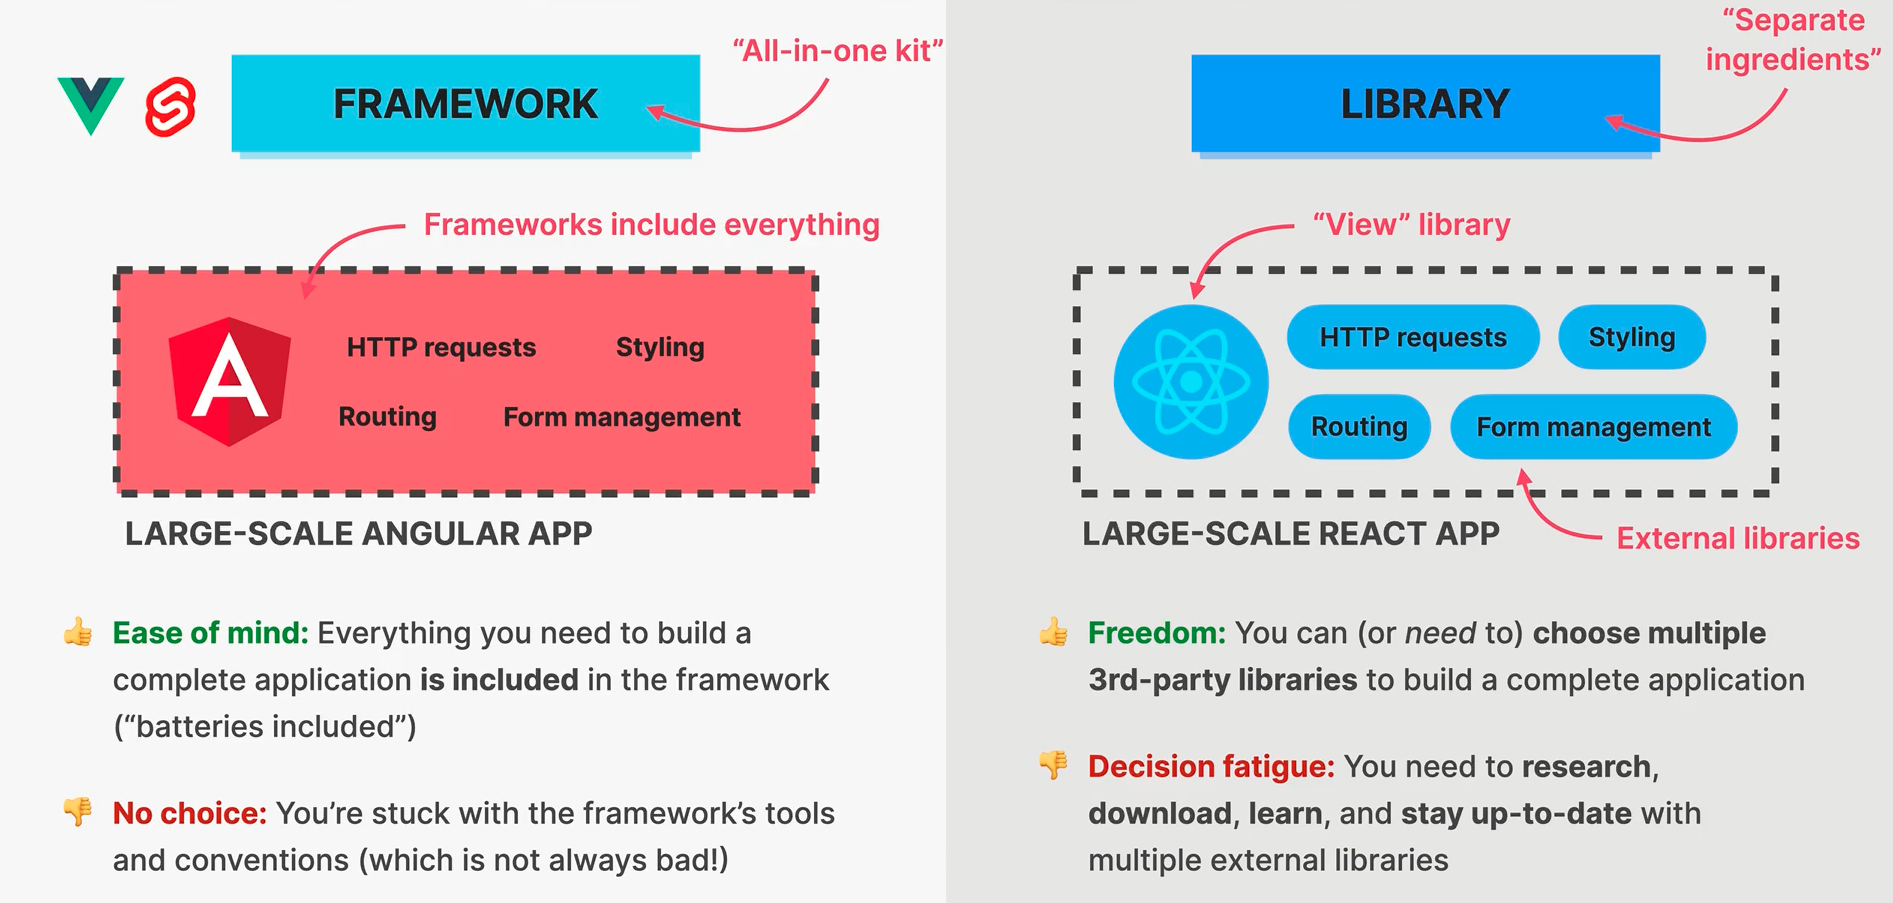 “All-in-one kit”
FRAMEWORK
Frameworks include everything
A
HTTP requests
Styling
Routing
Form management
LARGE-SCALE ANGULAR APP
👍 Ease of mind: Everything you need to build a
complete application is included in the framework
(“batteries included”)
👎 No choice: You’re stuck with the framework’s tools
and conventions (which is not always bad!)
“Separate
ingredients”
LIBRARY
“View” library
HTTP requests
Styling
Routing
Form management
LARGE-SCALE REACT APP
External libraries
👍 Freedom: You can (or need to) choose multiple
3rd-party libraries to build a complete application
👎 Decision fatigue: You need to research,
download, learn, and stay up-to-date with
multiple external libraries